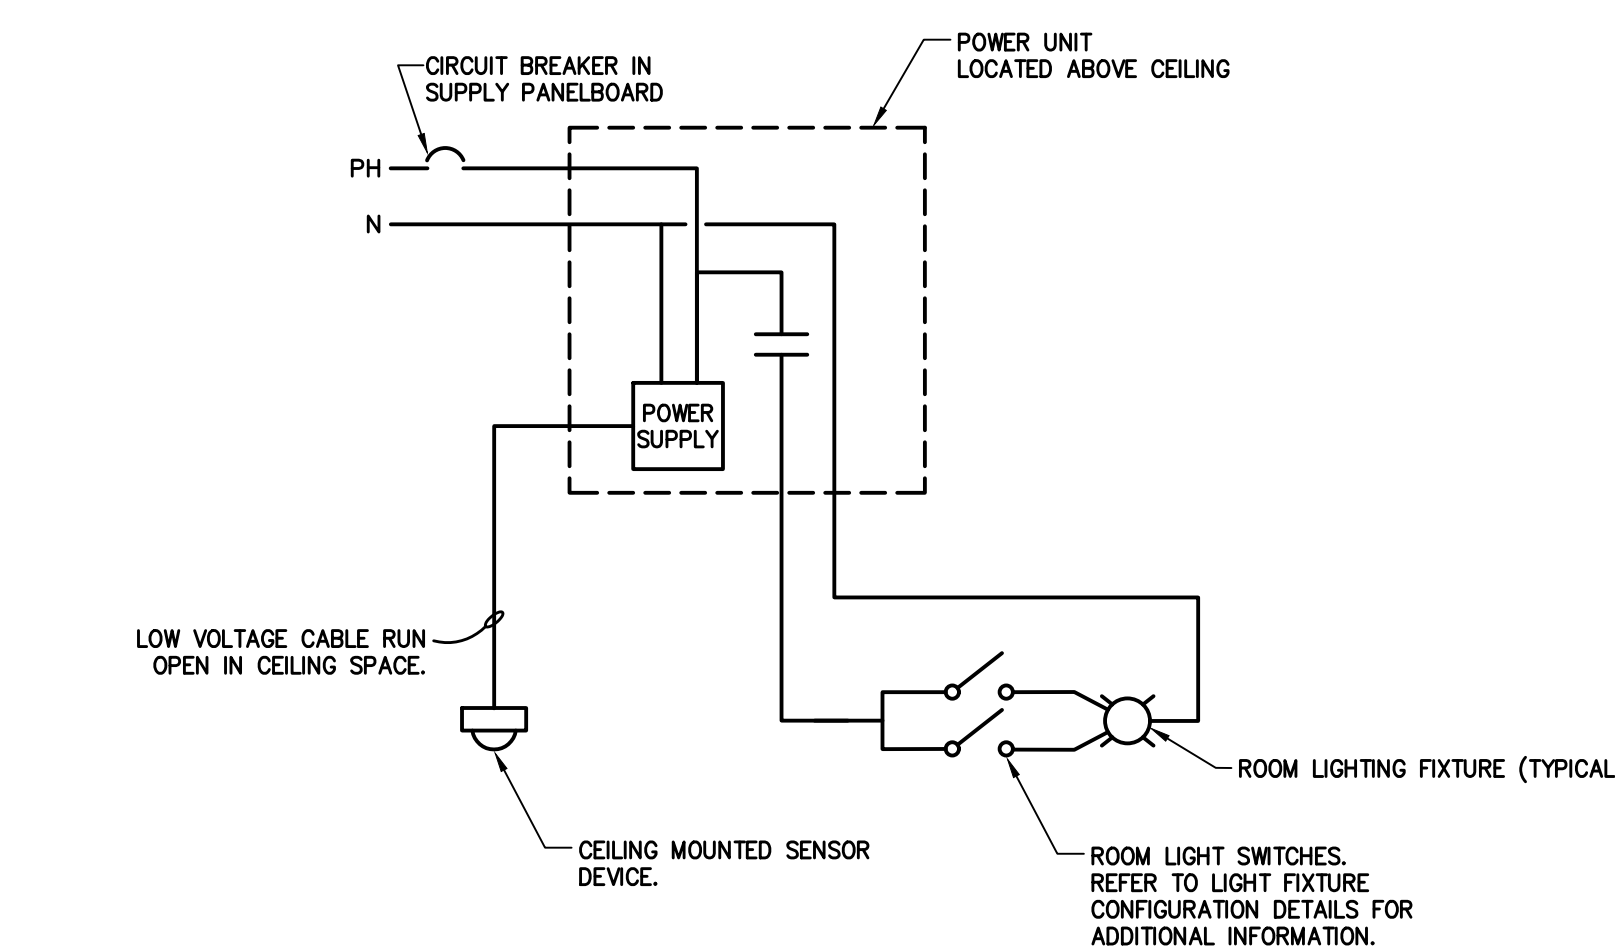 POWER UNIT
LOCATED ABOVE CEILING
CIRCUIT BREAKER IN
SUPPLY PANELBOARD
PH
N
POWER
SUPPLY
LOW VOLTAGE CABLE RUN
OPEN IN CEILING SPACE.
ROOM LIGHTING FIXTURE (TYPICAL
CEILING MOUNTED SENSOR
DEVICE.
ROOM LIGHT SWITCHES.
REFER TO LIGHT FIXTURE
CONFIGURATION DETAILS FOR
ADDITIONAL INFORMATION.